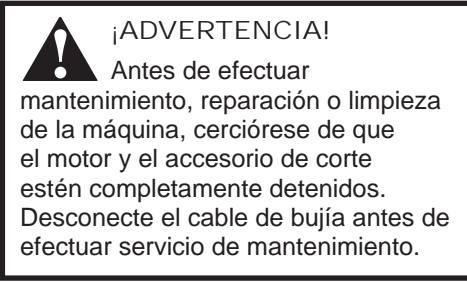 ¡ADVERTENCIA!
Antes de efectuar
mantenimiento, reparación o limpieza
de la máquina, cerciórese de que
el motor y el accesorio de corte
estén completamente detenidos.
Desconecte el cable de bujía antes de
efectuar servicio de mantenimiento.